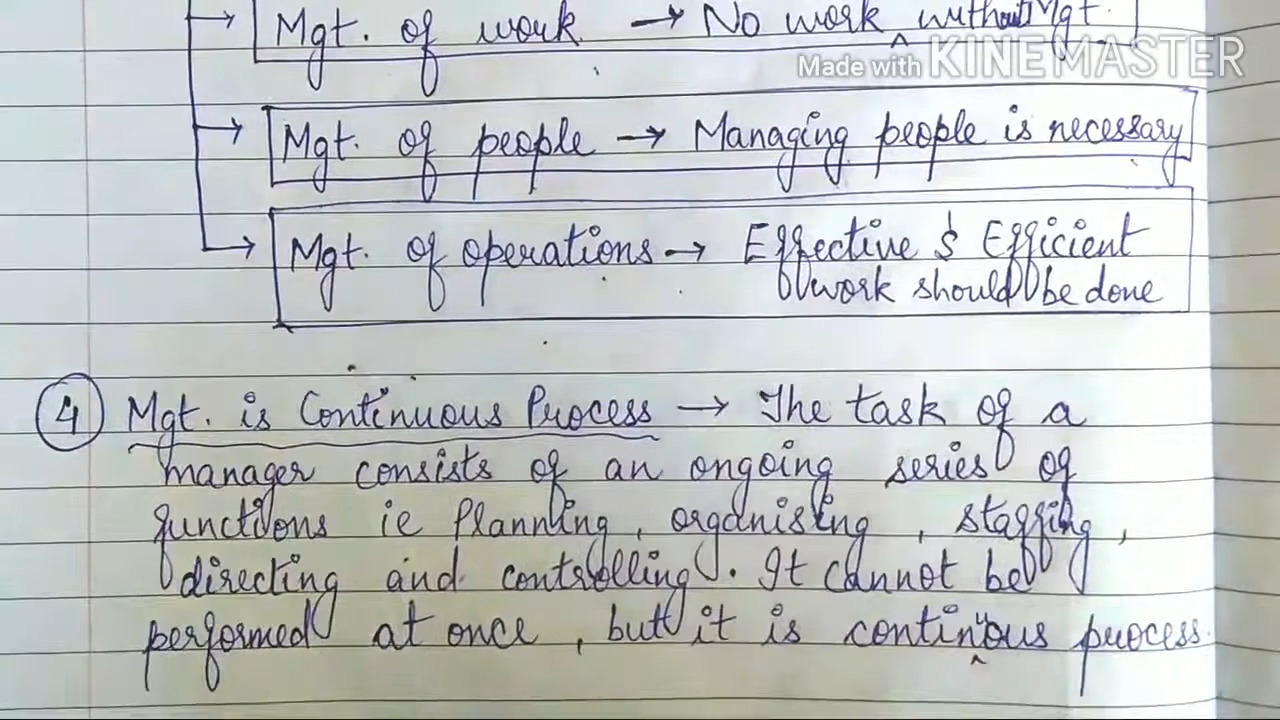 Mgt. of work → No work without Mgt.
Made with KINEMASTER
Mgt. of people → Managing people is necessary
Mgt. of operations → Effective & Efficient
work should be done
4 Mgt. is Continuous Process → The task of a
manager consists of an ongoing series of
functions ie Planning, organising, staffing,
directing and controlling. It cannot be
performed at once, but it is continuous process.